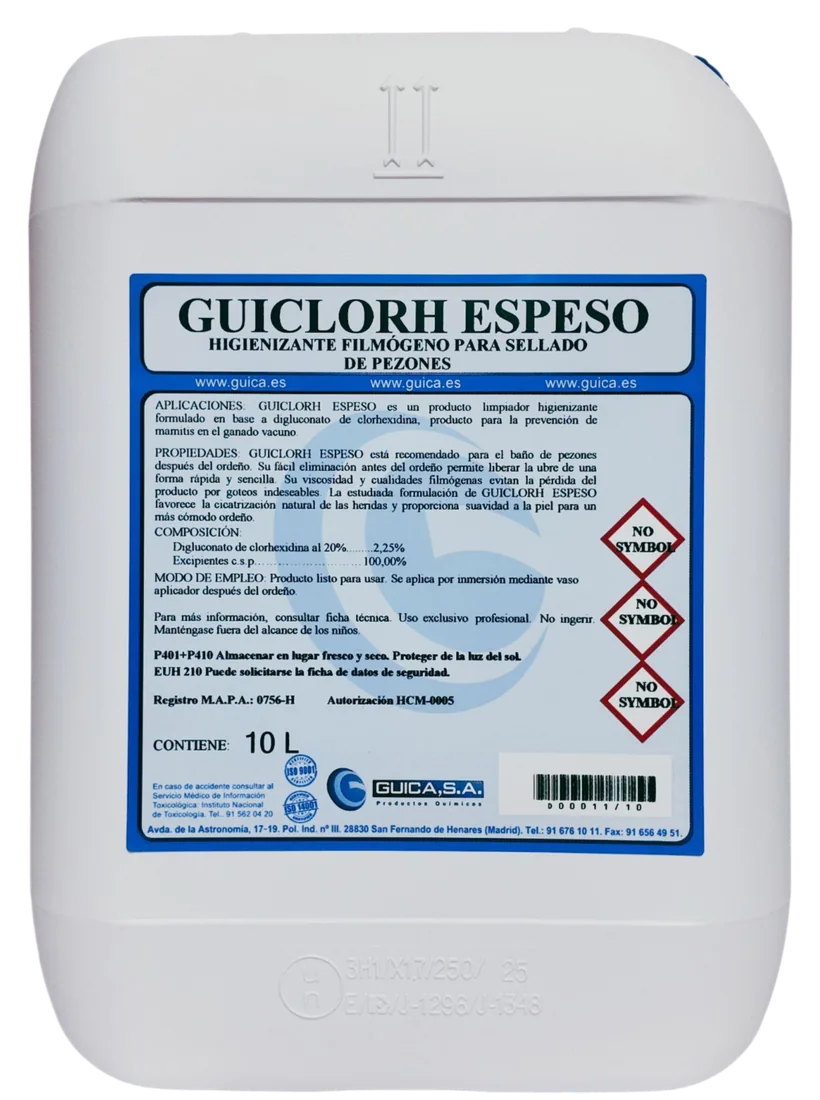 GUICLORH ESPESO
HIGIENIZANTE FILMÓGENO PARA SELLADO
DE PEZONES
www.guica.es www.guica.es www.guica.es
APLICACIONES: GUICLORH ESPESO es un producto limpiador higienizante
formulado en base a digluconato de clorhexidina, producto para la prevención de
mamitis en el ganado vacuno.
PROPIEDADES: GUICLORH ESPESO está recomendado para el baño de pezones
después del ordeño. Su fácil eliminación antes del ordeño permite liberar la ubre de una
forma rápida y sencilla. Su viscosidad y cualidades filmógenas evitan la pérdida del
producto por goteos indeseables. La estudiada formulación de GUICLORH ESPESO
favorece la cicatrización natural de las heridas y proporciona suavidad a la piel para un
más cómodo ordeño.
COMPOSICIÓN:
Digluconato de clorhexidina al 20%.........2,25%
Excipientes c.s.p............................100,00%
MODO DE EMPLEO: Producto listo para usar. Se aplica por inmersión mediante vaso
aplicador después del ordeño.
Para más información, consultar ficha técnica. Uso exclusivo profesional. No ingerir.
Manténgase fuera del alcance de los niños.
P401+P410 Almacenar en lugar fresco y seco. Proteger de la luz del sol.
EUH 210 Puede solicitarse la ficha de datos de seguridad.
Registro M.A.P.A.: 0756-H Autorización HCM-0005
NO
SYMBOL
NO
SYMBOL
NO
SYMBOL
CONTIENE: 10 L
ISO 9001
ISO 14001
En caso de accidente consultar al
Servicio Médico de Información
Toxicológica. Instituto Nacional
de Toxicología. Tel.. 91 562 04 20
GUICA,S.A.
Productos Químicos
000011/10
Avda. de la Astronomía, 17-19. Pol. Ind. nº III. 28830 San Fernando de Henares (Madrid). Tel.: 91 676 10 11. Fax: 91 656 49 51.
un
3H1/X1,7/250/ 25